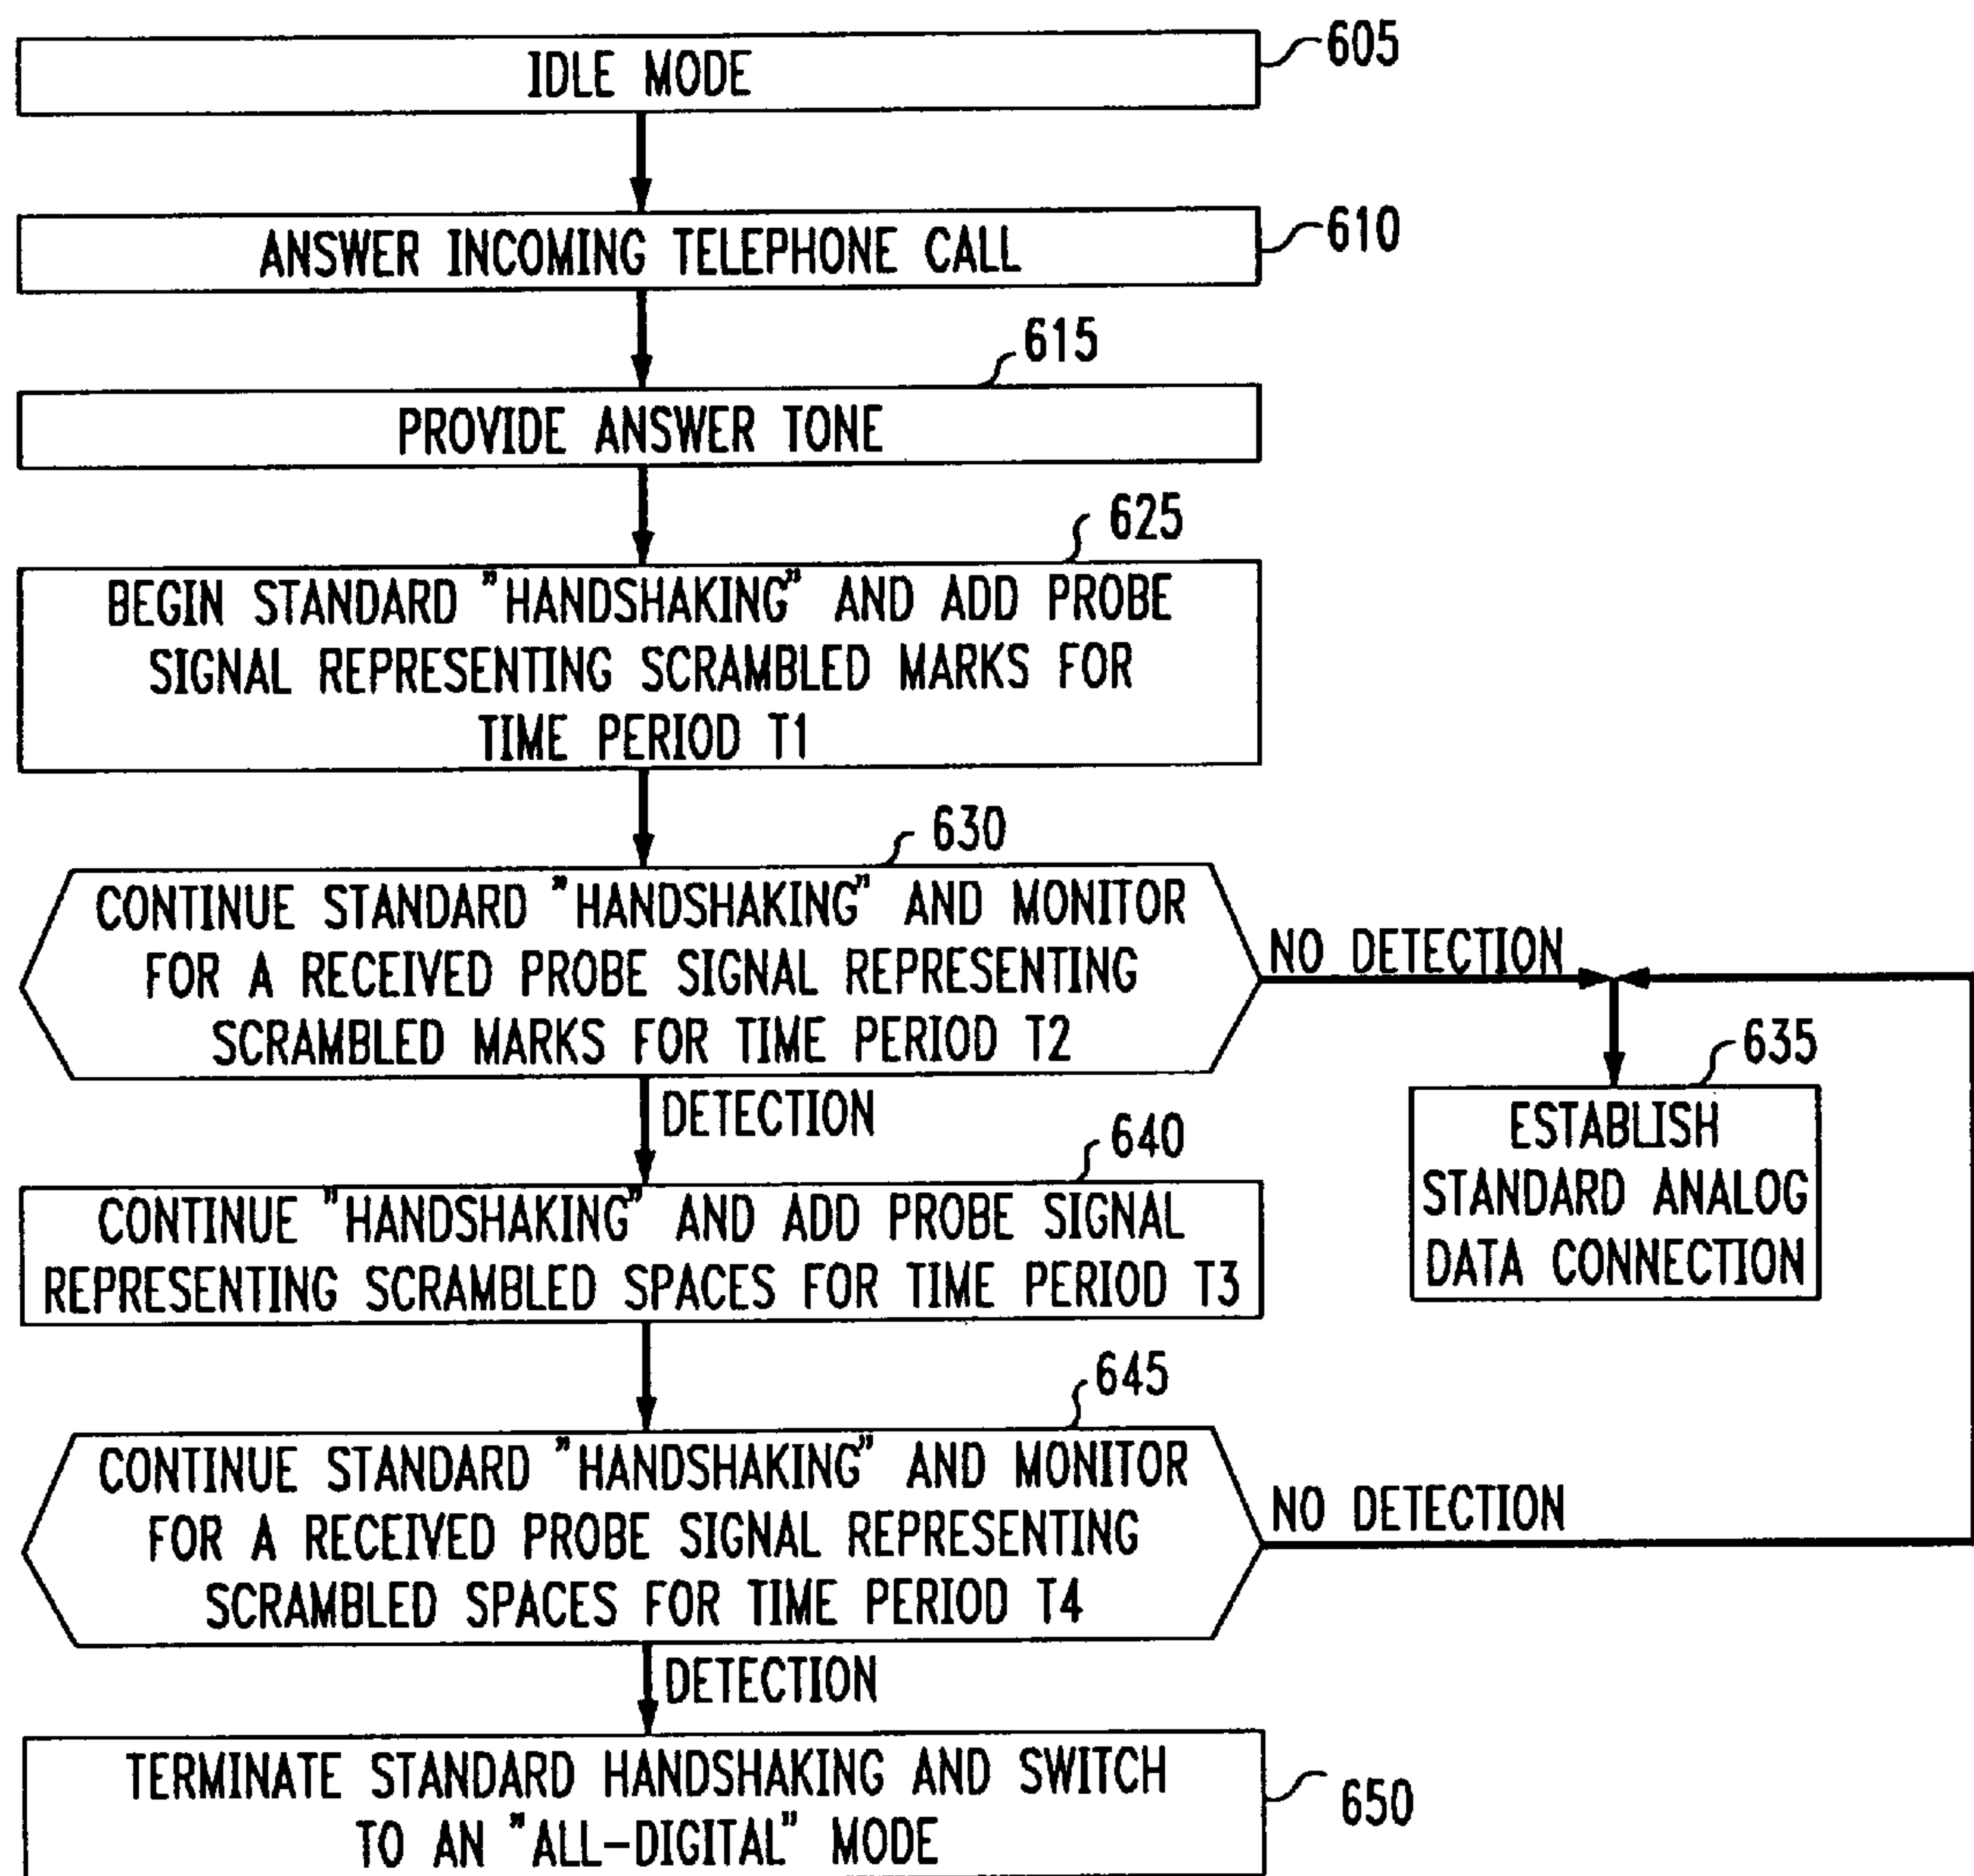 IDLE MODE
605
ANSWER INCOMING TELEPHONE CALL
610
615
PROVIDE ANSWER TONE
625
BEGIN STANDARD "HANDSHAKING" AND ADD PROBE
SIGNAL REPRESENTING SCRAMBLED MARKS FOR
TIME PERIOD T1
630
CONTINUE STANDARD "HANDSHAKING" AND MONITOR
FOR A RECEIVED PROBE SIGNAL REPRESENTING
SCRAMBLED MARKS FOR TIME PERIOD T2
NO DETECTION
635
ESTABLISH
STANDARD ANALOG
DATA CONNECTION
DETECTION
640
CONTINUE "HANDSHAKING" AND ADD PROBE SIGNAL
REPRESENTING SCRAMBLED SPACES FOR TIME PERIOD T3
645
CONTINUE STANDARD "HANDSHAKING" AND MONITOR
FOR A RECEIVED PROBE SIGNAL REPRESENTING
SCRAMBLED SPACES FOR TIME PERIOD T4
NO DETECTION
DETECTION
TERMINATE STANDARD HANDSHAKING AND SWITCH
TO AN "ALL-DIGITAL" MODE
650